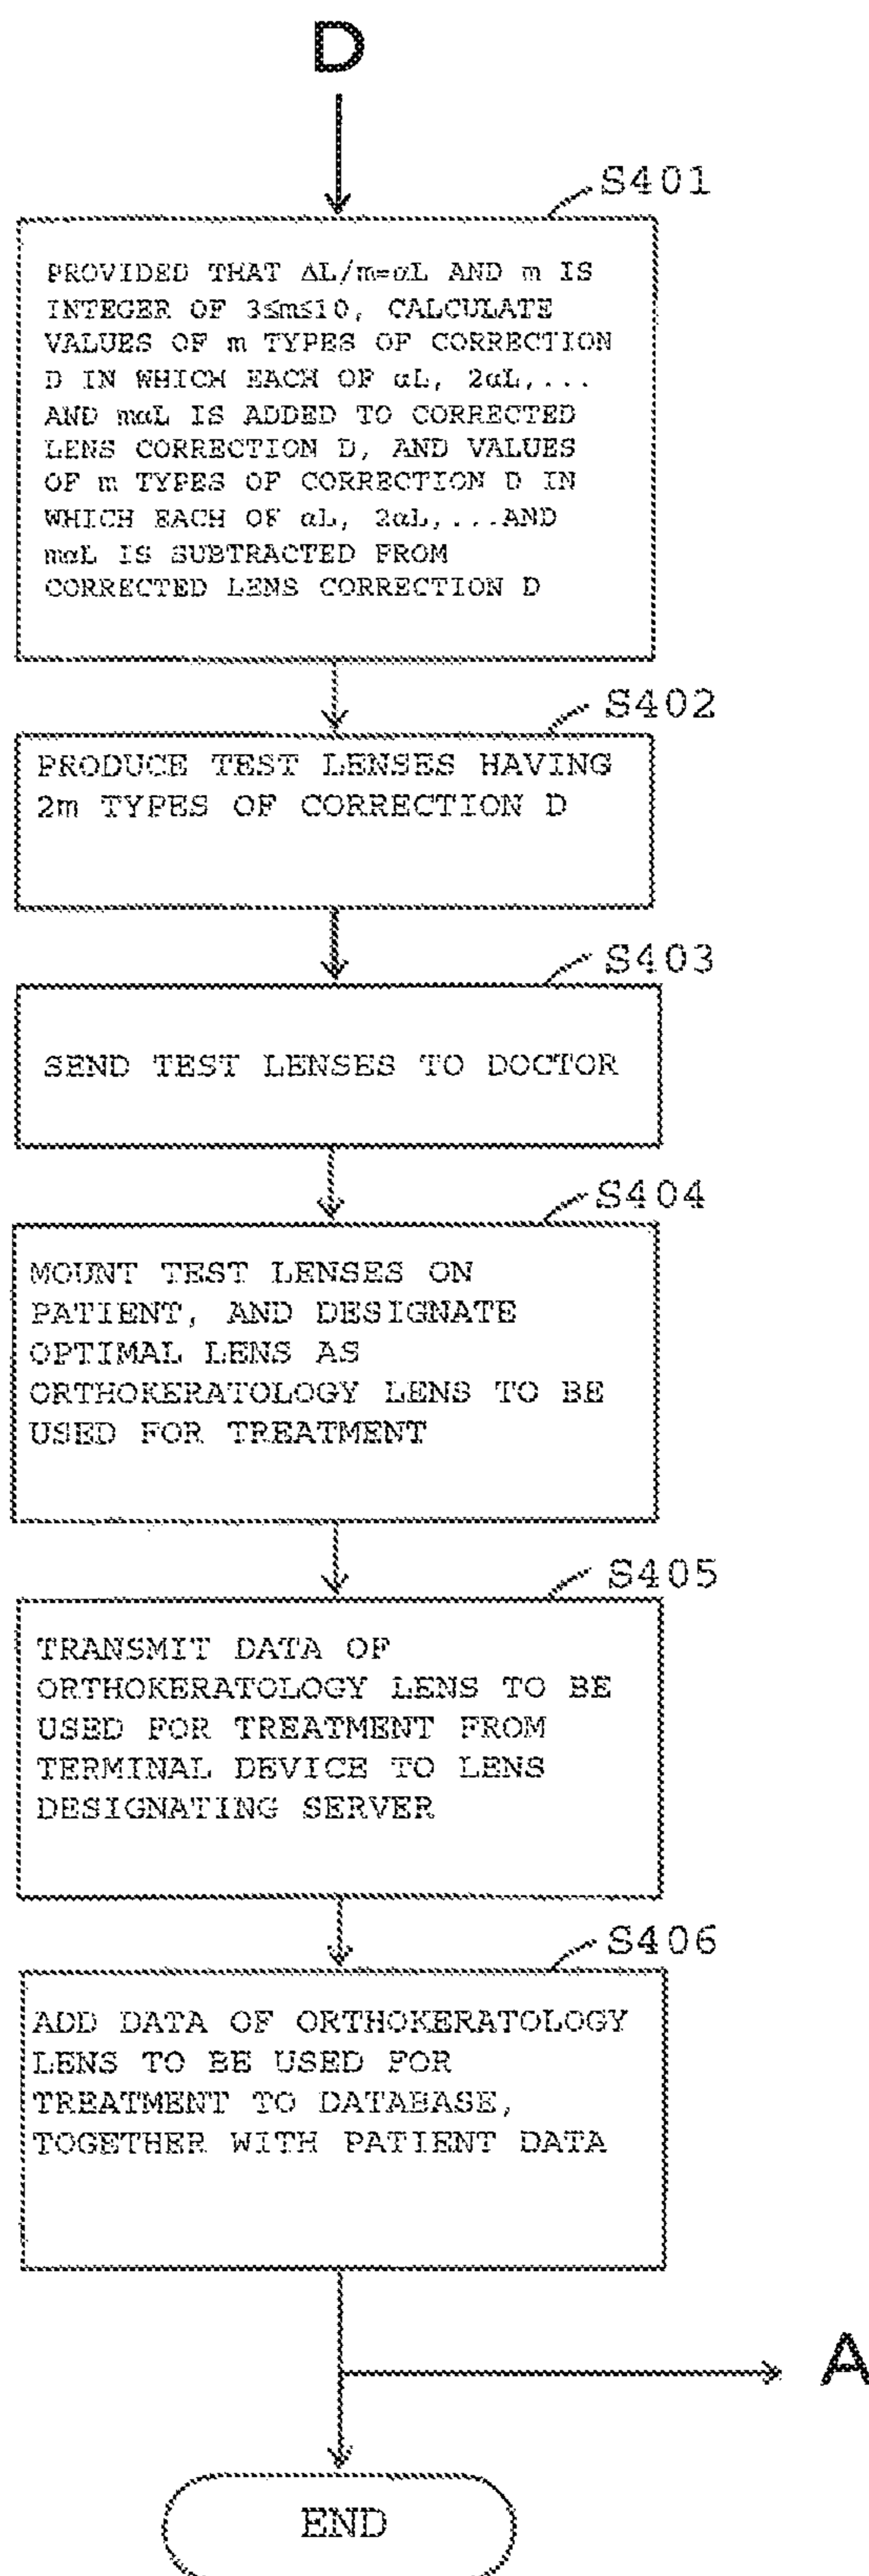 D
S401
PROVIDED THAT ΔL/m=αL AND m IS
INTEGER OF 3≤m≤10, CALCULATE
VALUES OF m TYPES OF CORRECTION
D IN WHICH EACH OF αL, 2αL,...
AND mαL IS ADDED TO CORRECTED
LENS CORRECTION D, AND VALUES
OF m TYPES OF CORRECTION D IN
WHICH EACH OF αL, 2αL,...AND
mαL IS SUBTRACTED FROM
CORRECTED LENS CORRECTION D
S402
PRODUCE TEST LENSES HAVING
2m TYPES OF CORRECTION D
S403
SEND TEST LENSES TO DOCTOR
S404
MOUNT TEST LENSES ON
PATIENT, AND DESIGNATE
OPTIMAL LENS AS
ORTHOKERATOLOGY LENS TO BE
USED FOR TREATMENT
S405
TRANSMIT DATA OF
ORTHOKERATOLOGY LENS TO BE
USED FOR TREATMENT FROM
TERMINAL DEVICE TO LENS
DESIGNATING SERVER
S406
ADD DATA OF ORTHOKERATOLOGY
LENS TO BE USED FOR
TREATMENT TO DATABASE,
TOGETHER WITH PATIENT DATA
A
END